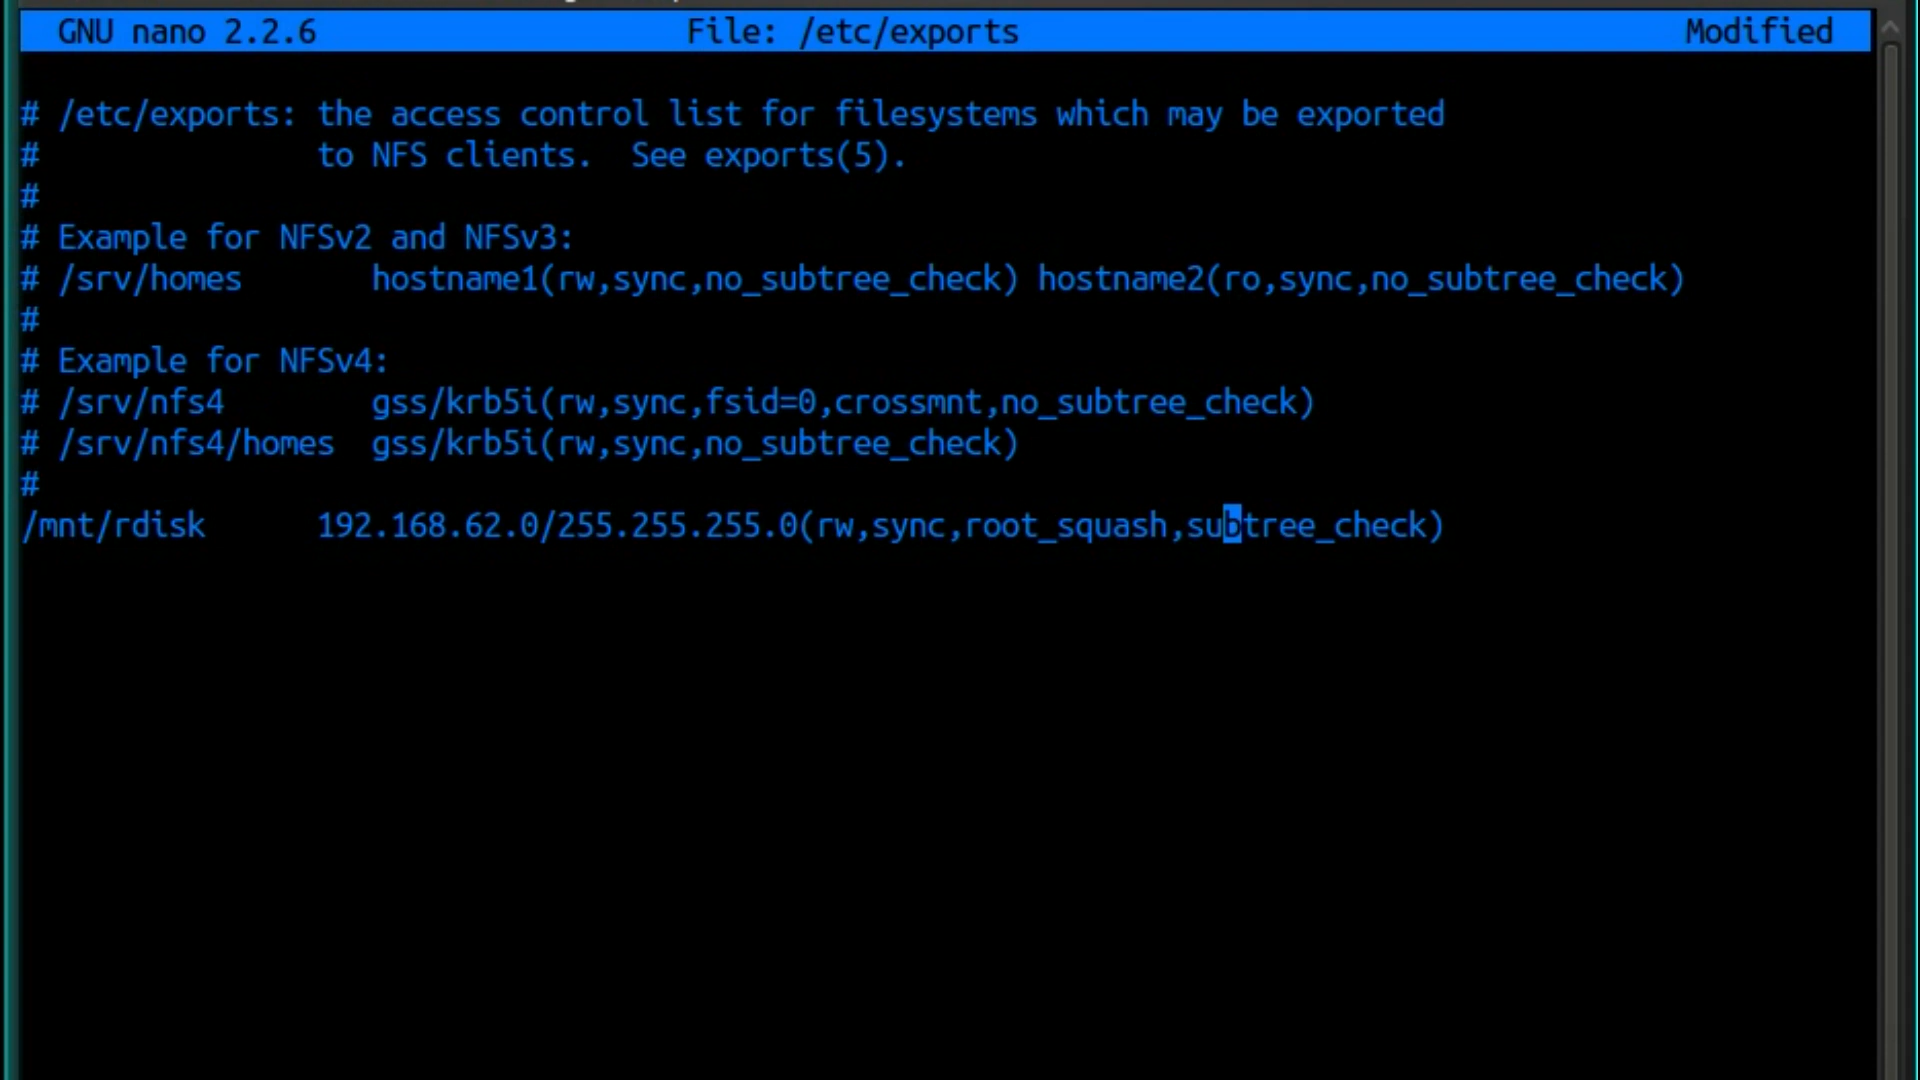 GNU nano 2.2.6 File: /etc/exports Modified
# /etc/exports: the access control list for filesystems which may be exported
# to NFS clients. See exports(5).
#
# Example for NFSv2 and NFSv3:
# /srv/homes hostname1(rw,sync,no_subtree_check) hostname2(ro,sync,no_subtree_check)
#
# Example for NFSv4:
# /srv/nfs4 gss/krb5i(rw,sync,fsid=0,crossmnt,no_subtree_check)
# /srv/nfs4/homes gss/krb5i(rw,sync,no_subtree_check)
#
/mnt/rdisk 192.168.62.0/255.255.255.0(rw,sync,root_squash,subtree_check)